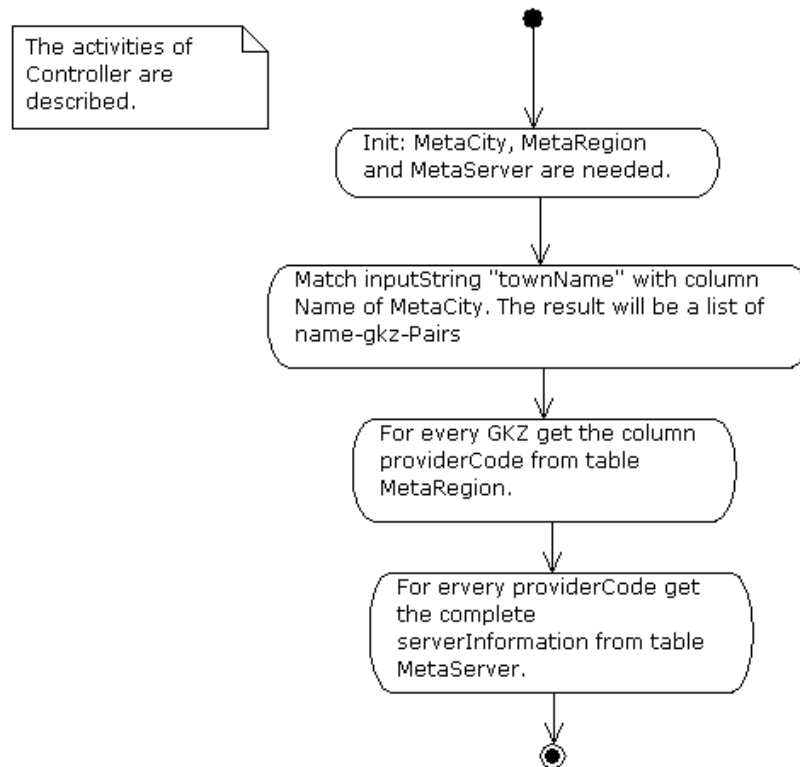 The activities of
Controller are
described.
Init: MetaCity, MetaRegion
and MetaServer are needed.
Match inputString "townName" with column
Name of MetaCity. The result will be a list of
name-gkz-Pairs
For every GKZ get the column
providerCode from table
MetaRegion.
For ervery providerCode get
the complete
serverInformation from table
MetaServer.